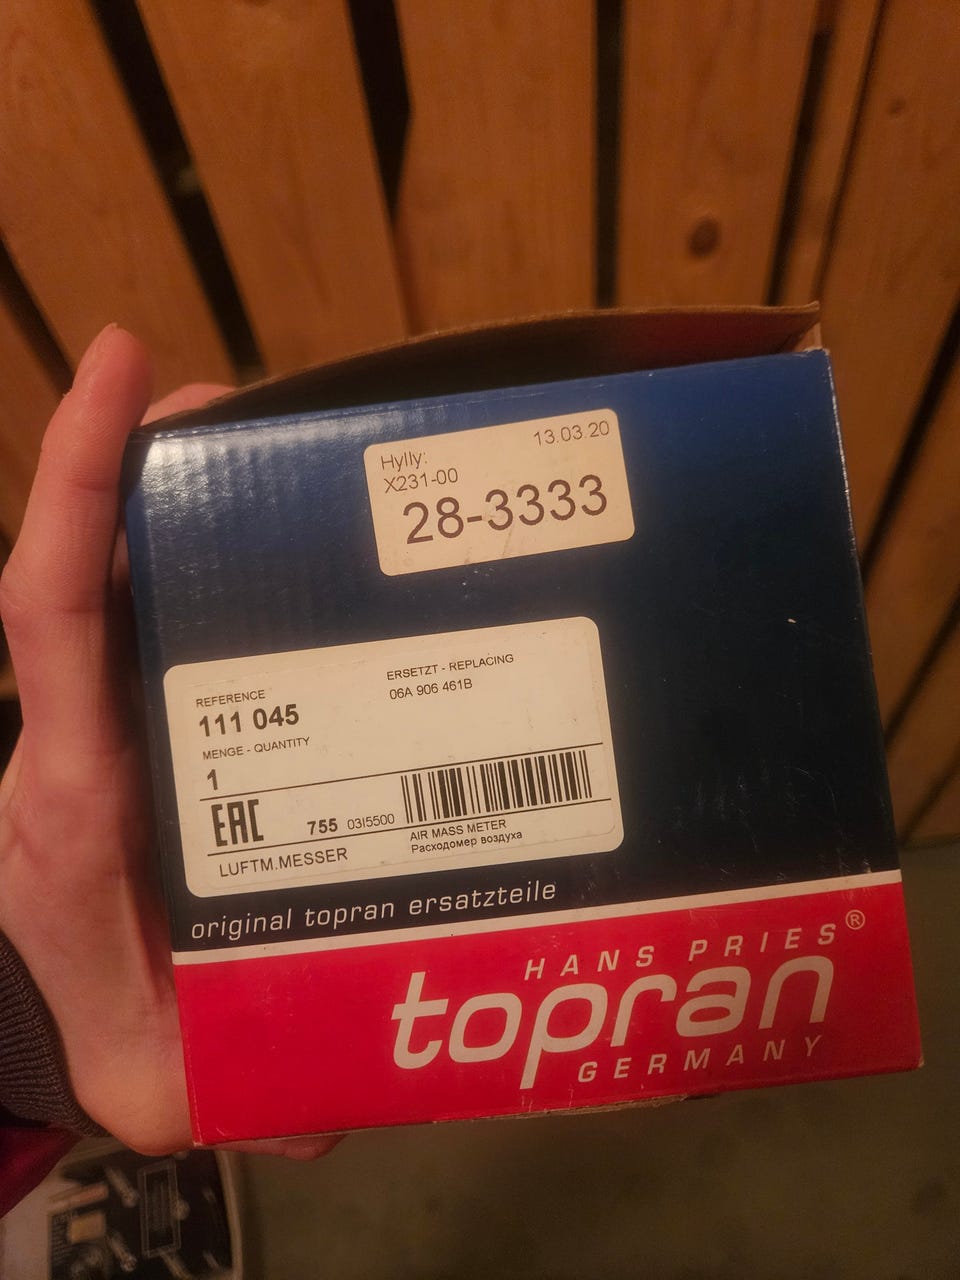 13.03.20
Hylly:
X231-00
28-3333
REFERENCE
111 045
MENGE - QUANTITY
1
ERSETZT - REPLACING
06A 906 461B
EAC
755 03I5500
LUFTM.MESSER
AIR MASS METER
Расходомер воздуха
original topran ersatzteile
HANS PRIES®
topran
GERMANY